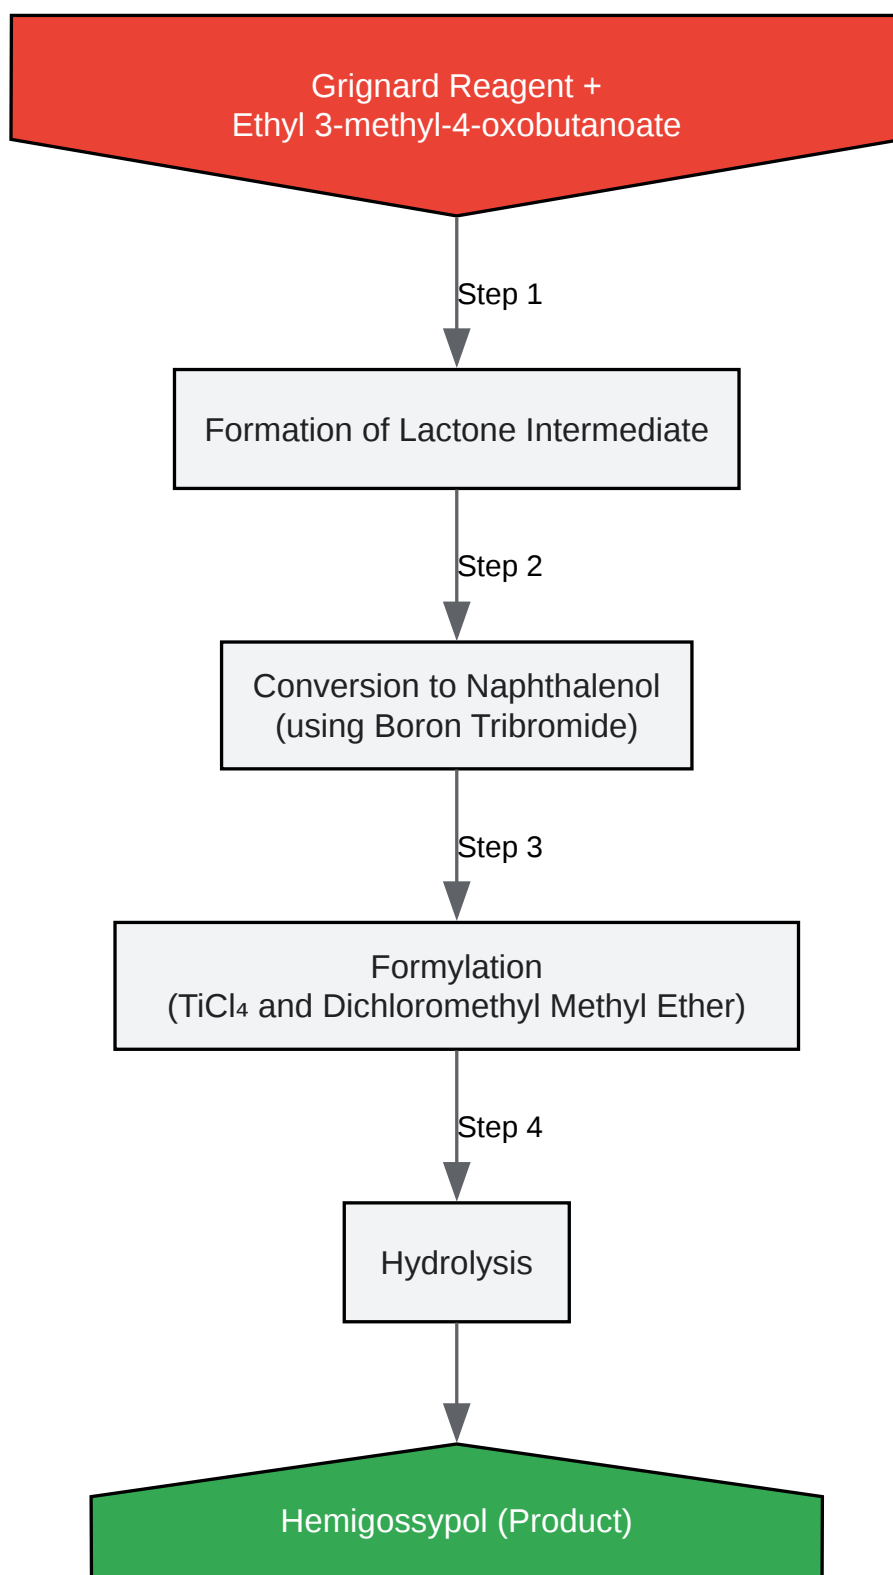 Grignard Reagent +
Ethyl 3-methyl-4-oxobutanoate
Step 1
Formation of Lactone Intermediate
Step 2
Conversion to Naphthalenol
(using Boron Tribromide)
Step 3
Formylation
(TiCl₄ and Dichloromethyl Methyl Ether)
Step 4
Hydrolysis
Hemigossypol (Product)